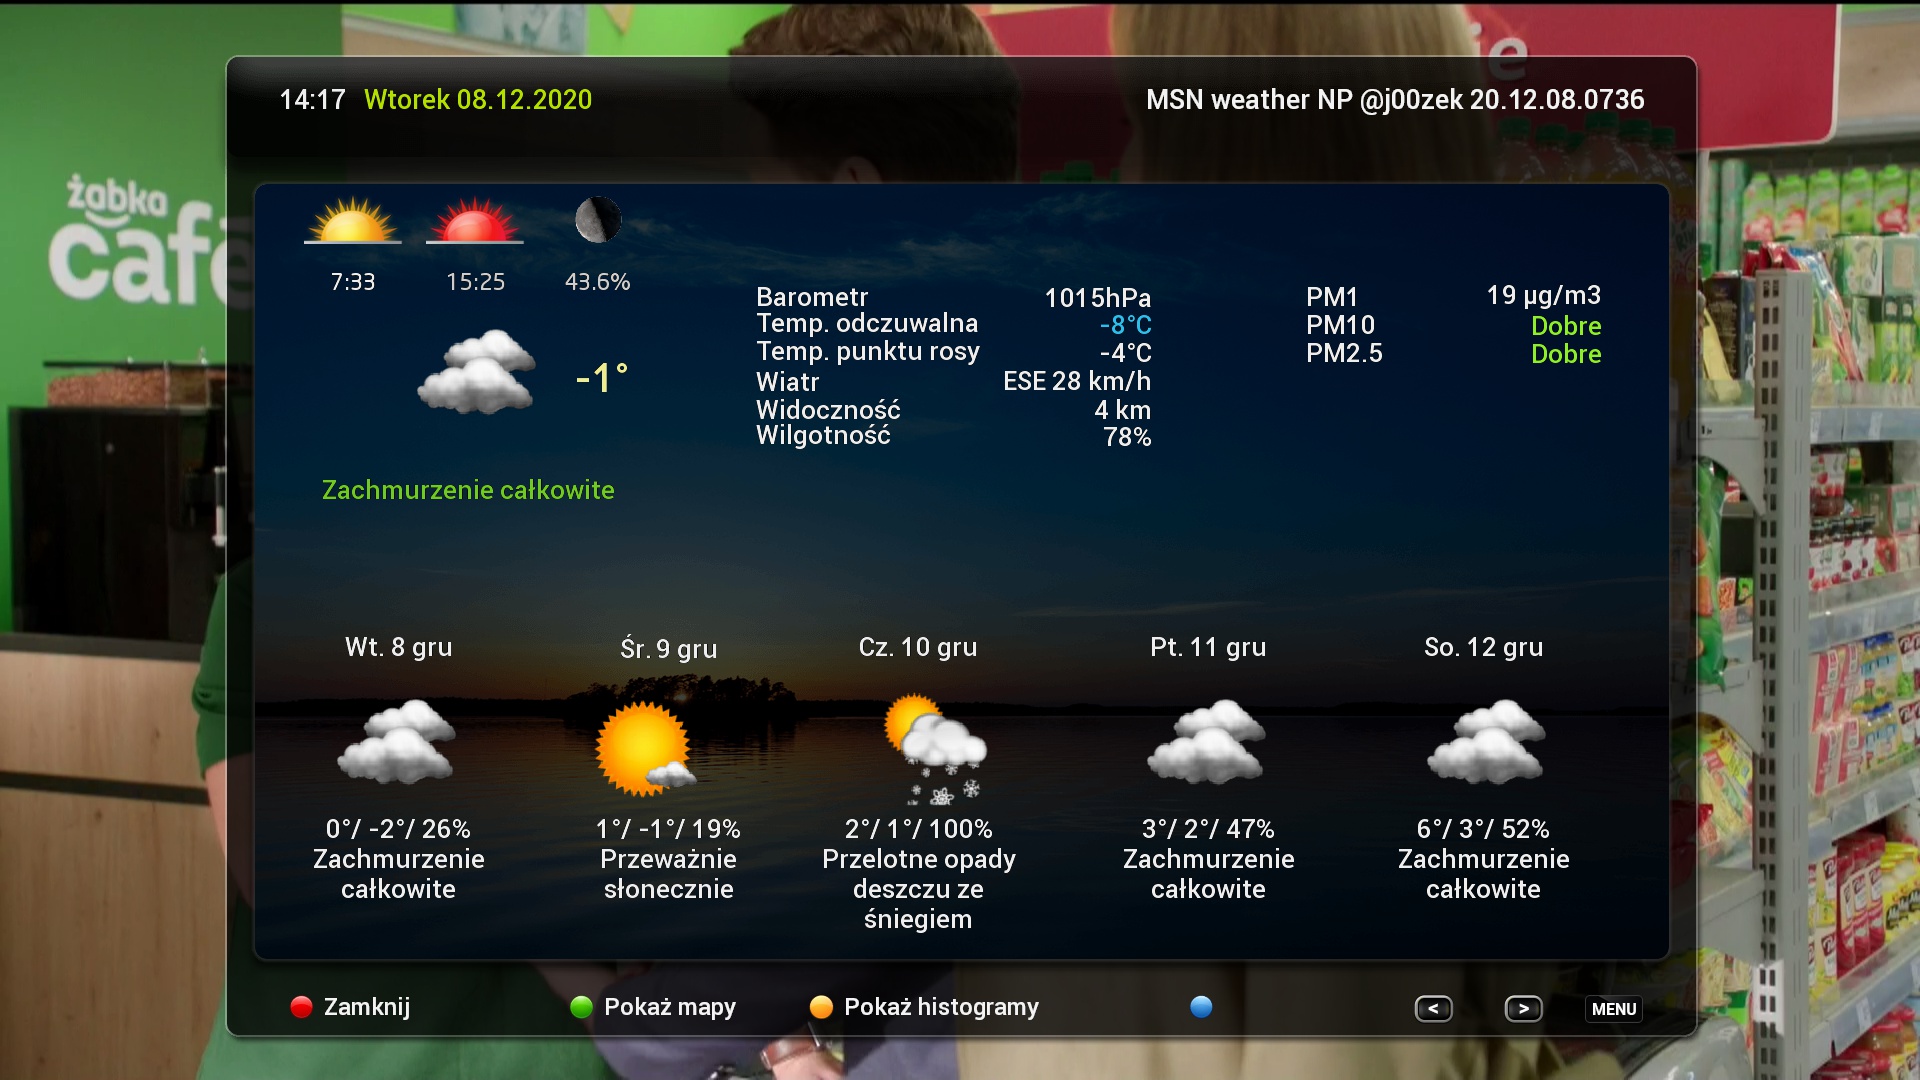 14:17 Wtorek 08.12.2020
MSN weather NP @j00zek 20.12.08.0736
ie
żabka
café
7:33
15:25
43.6%
-1°
Zachmurzenie całkowite
Barometr 1015hPa
Temp. odczuwalna -8°C
Temp. punktu rosy -4°C
Wiatr ESE 28 km/h
Widoczność 4 km
Wilgotność 78%
PM1 19 µg/m3
PM10 Dobre
PM2.5 Dobre
Wt. 8 gru
0°/ -2°/ 26%
Zachmurzenie
całkowite
Śr. 9 gru
1°/ -1°/ 19%
Przeważnie
słonecznie
Cz. 10 gru
2°/ 1°/ 100%
Przelotne opady
deszczu ze
śniegiem
Pt. 11 gru
3°/ 2°/ 47%
Zachmurzenie
całkowite
So. 12 gru
6°/ 3°/ 52%
Zachmurzenie
całkowite
Zamknij
Pokaż mapy
Pokaż histogramy
<
>
MENU